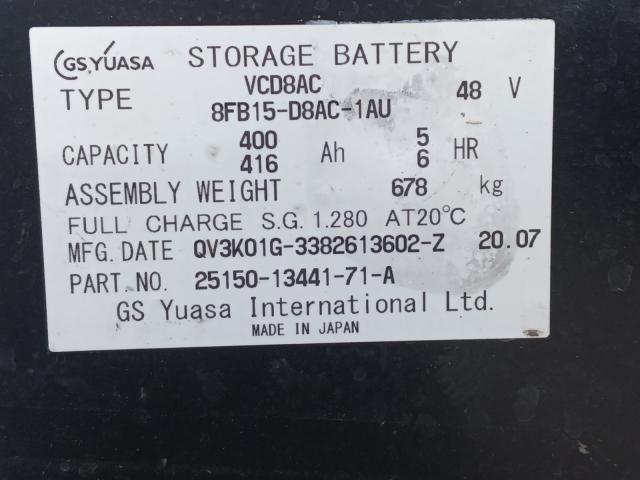 GS YUASA STORAGE BATTERY
TYPE VCD8AC 48 V
8FB15-D8AC-1AU
CAPACITY 400 Ah 5 HR
416 6
ASSEMBLY WEIGHT 678 kg
FULL CHARGE S.G. 1.280 AT20℃
MFG. DATE QV3K01G-3382613602-Z 20.07
PART.NO. 25150-13441-71-A
GS Yuasa International Ltd.
MADE IN JAPAN